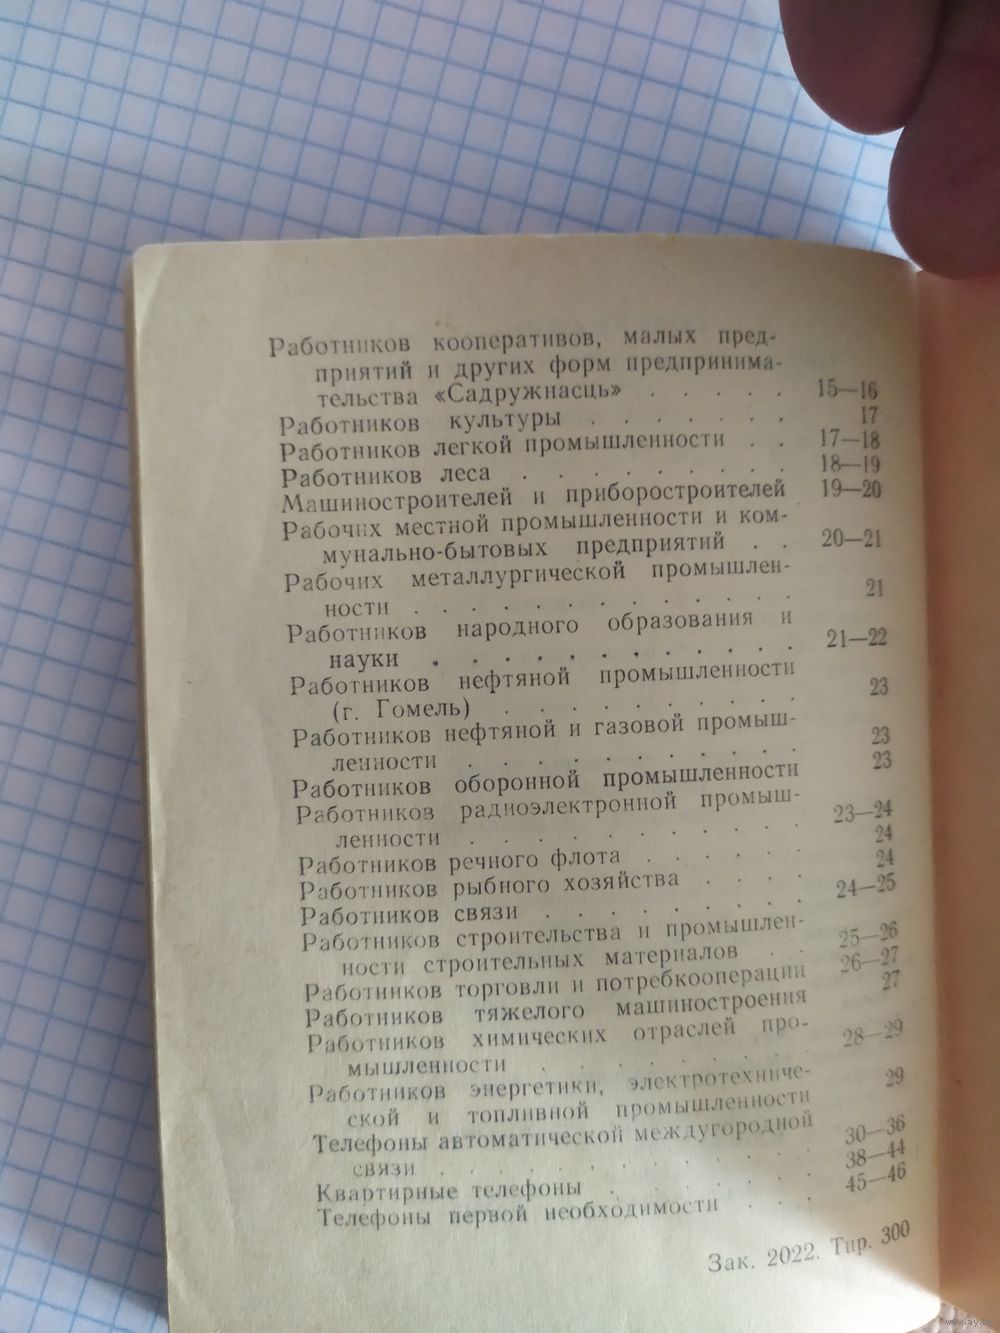 Работников кооперативов, малых пред-
приятий и других форм предпринима-
тельства «Садружнасць» . . . . . 15—16
Работников культуры . . . . . . . 17
Работников легкой промышленности . . 17—18
Работников леса . . . . . . . . . 18—19
Машиностроителей и приборостроителей 19—20
Рабочих местной промышленности и ком-
мунально-бытовых предприятий . . 20—21
Рабочих металлургической промышлен-
ности . . . . . . . . . . . . 21
Работников народного образования и
науки . . . . . . . . . . . 21—22
Работников нефтяной промышленности
(г. Гомель) . . . . . . . . . 23
Работников нефтяной и газовой промыш-
ленности . . . . . . . . . . 23
Работников оборонной промышленности 23
Работников радиоэлектронной промыш-
ленности . . . . . . . . . . 23—24
Работников речного флота . . . . . 24
Работников рыбного хозяйства . . . . 24
Работников связи . . . . . . . . 24—25
Работников строительства и промышлен-
ности строительных материалов . . 25—26
Работников торговли и потребкооперации 26—27
Работников тяжелого машиностроения 27
Работников химических отраслей про-
мышленности . . . . . . . . 28—29
Работников энергетики, электротехниче-
ской и топливной промышленности 29
Телефоны автоматической междугородной
связи . . . . . . . . . . 30—36
Квартирные телефоны . . . . . . 38—44
Телефоны первой необходимости . . . 45—46
Зак. 2022. Тир. 300